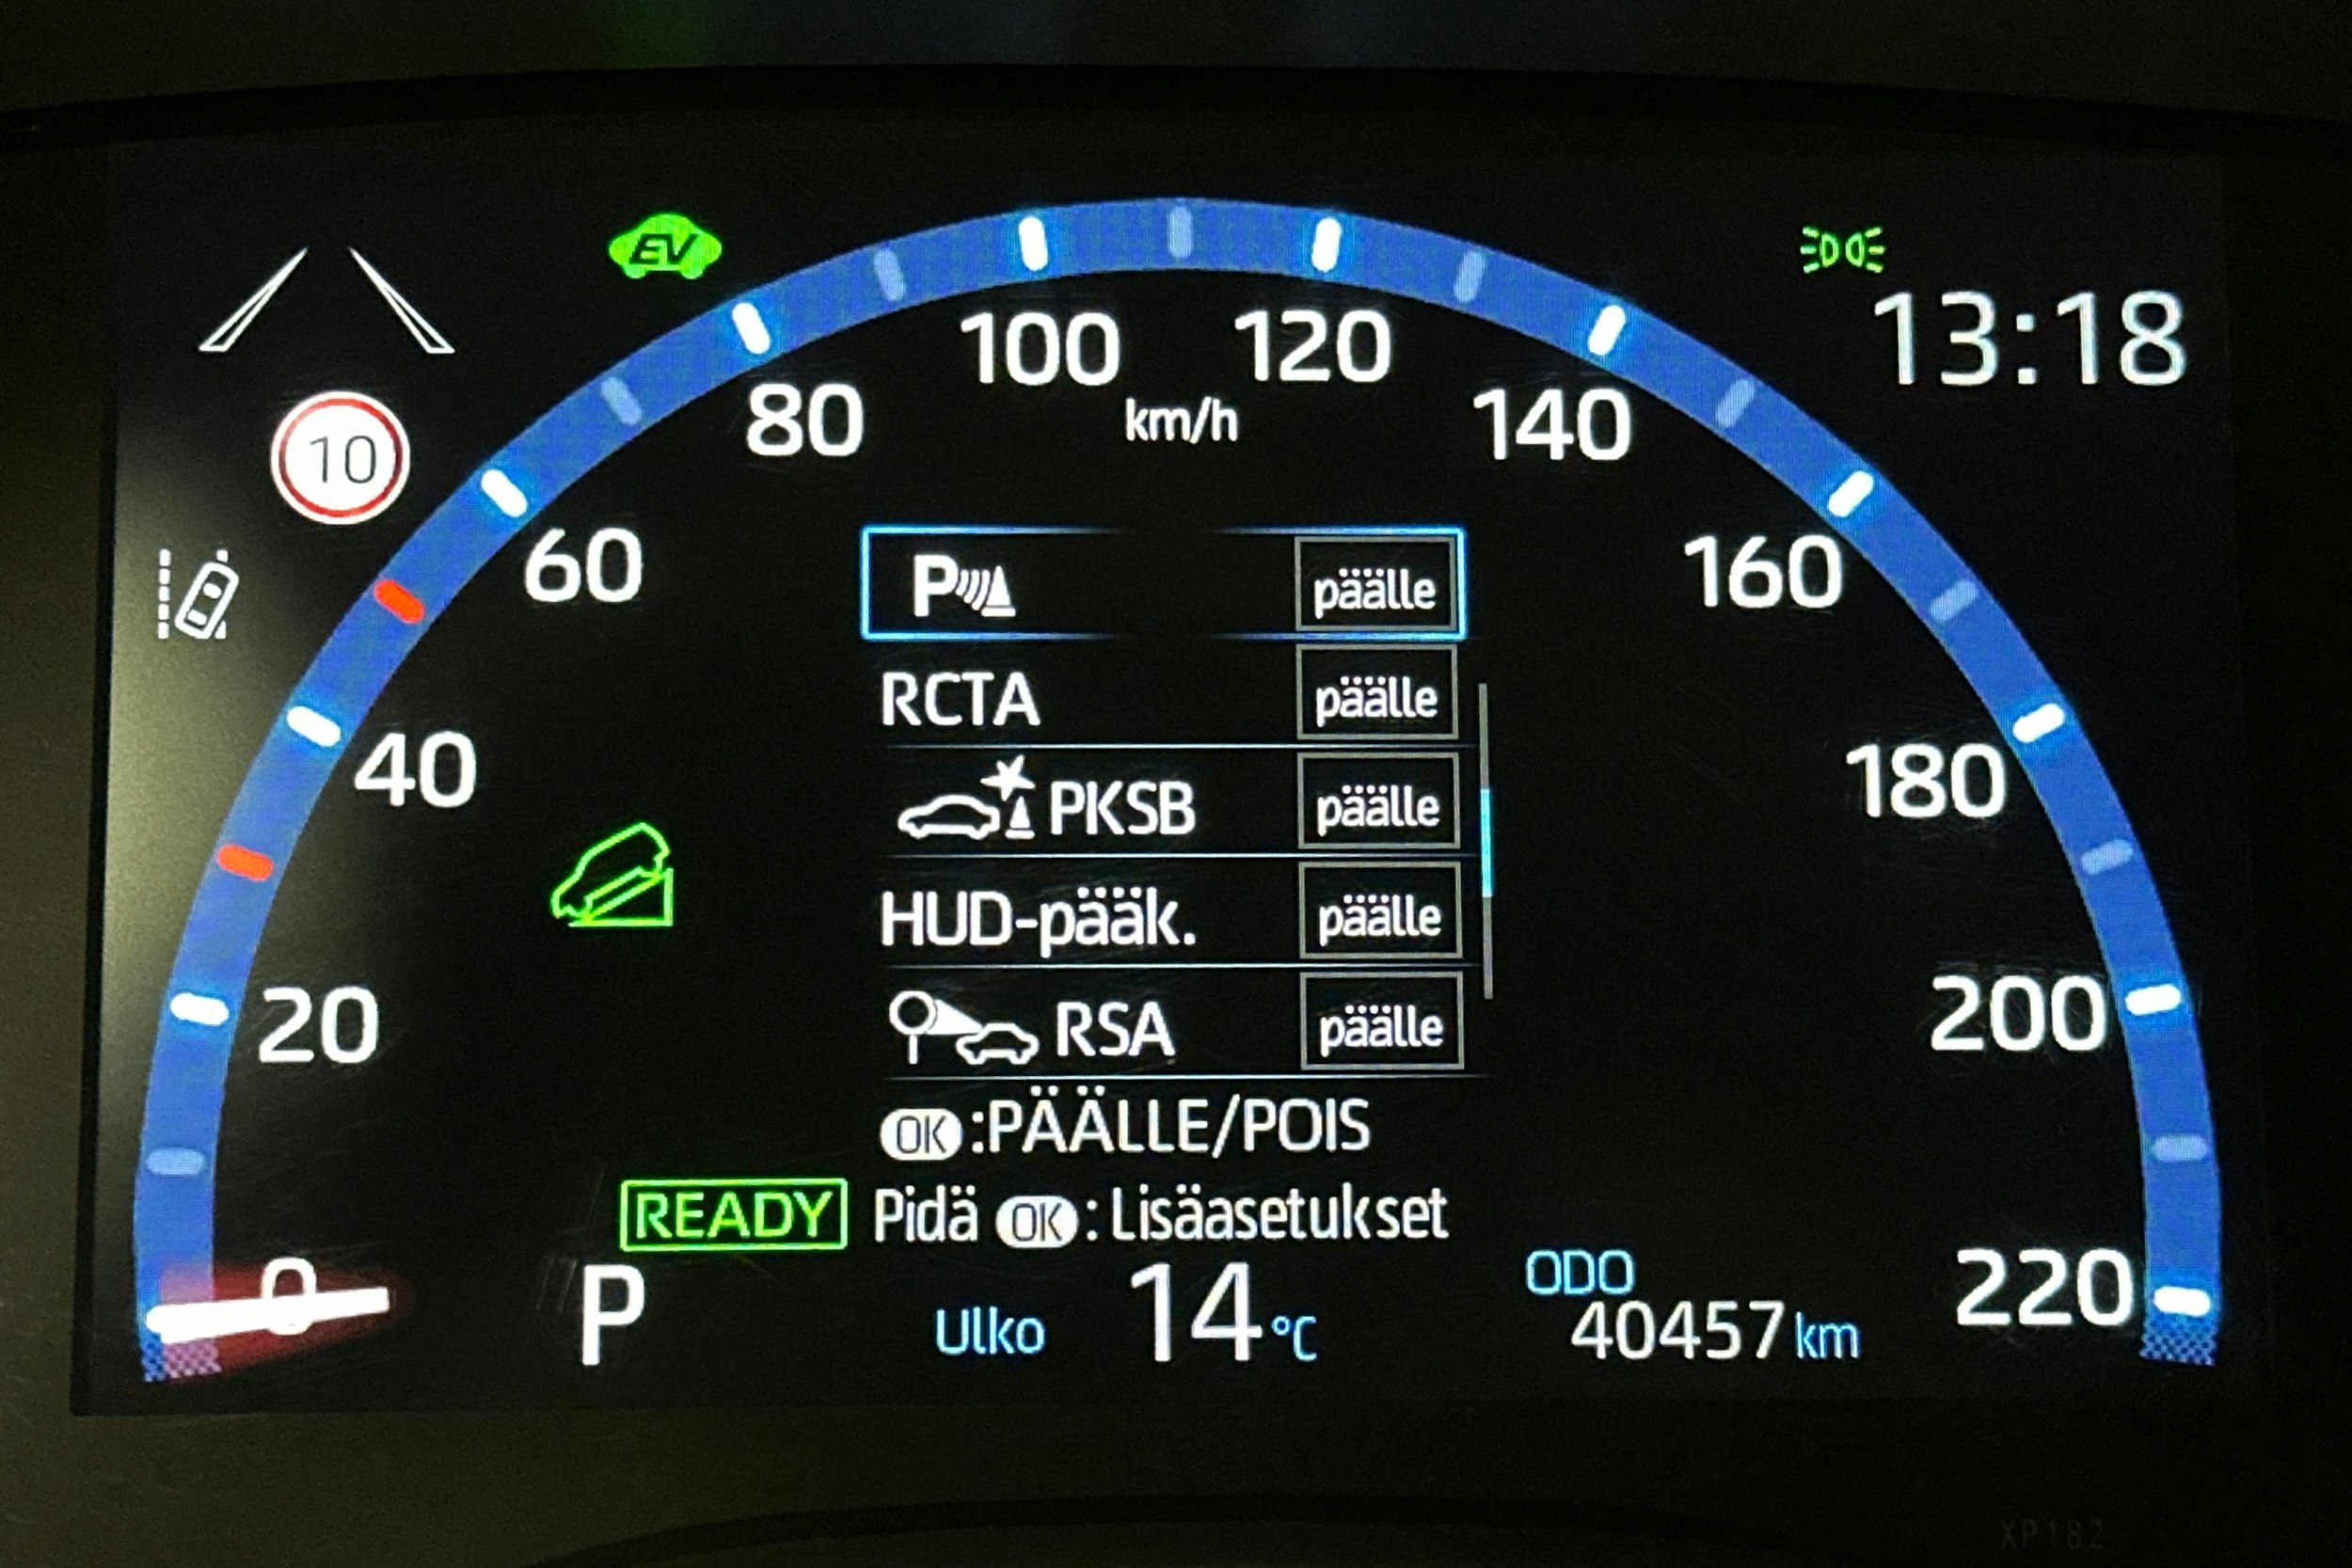 EV
13:18
100
120
km/h
80
140
10
60
160
P
päälle
RCTA
päälle
40
180
PKSB
päälle
HUD-pääk.
päälle
20
200
RSA
päälle
OK:PÄÄLLE/POIS
READY
Pidä OK: Lisäasetukset
0
P
Ulko 14°C
ODO
40457 km
220
XP182